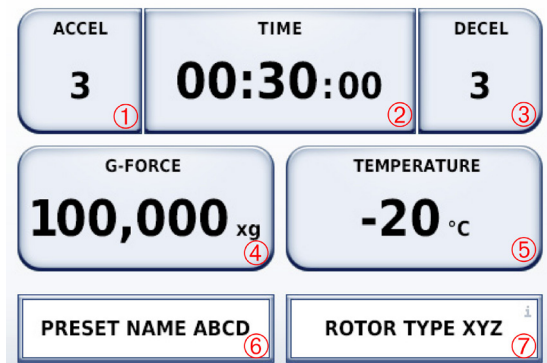 ACCEL TIME DECEL
3 00:30:00 3
① ② ③
G-FORCE TEMPERATURE
100,000 xg -20 °C
④ ⑤
i
PRESET NAME ABCD ROTOR TYPE XYZ
⑥ ⑦